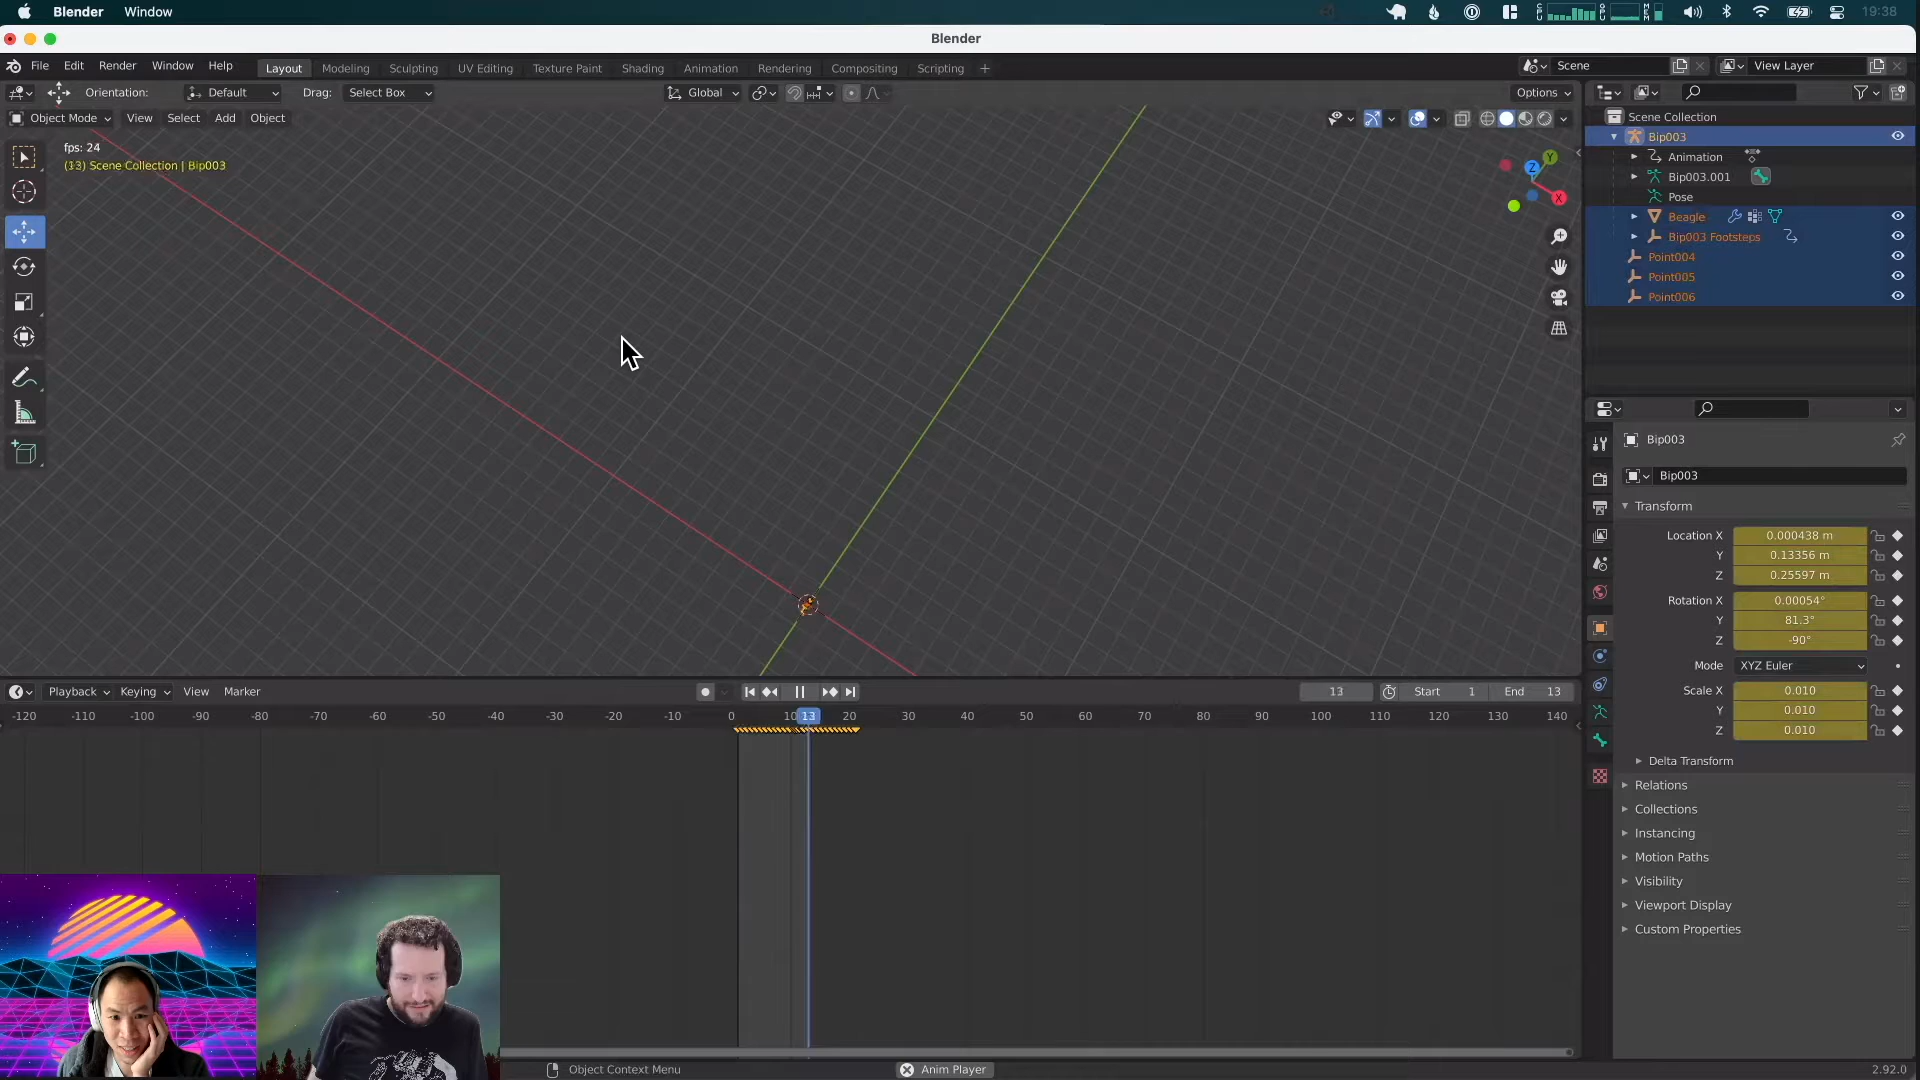 Blender Window 19:38
Blender
File Edit Render Window Help Layout Modeling Sculpting UV Editing Texture Paint Shading Animation Rendering Compositing Scripting + Scene View Layer
Orientation: Default Drag: Select Box Global Options
Object Mode View Select Add Object
fps: 24
(13) Scene Collection | Bip003
Z Y X
Scene Collection
Bip003
Animation
Bip003.001
Pose
Beagle
Bip003 Footsteps
Point004
Point005
Point006
Bip003
Bip003
Transform
Location X 0.000438 m
Y 0.13356 m
Z 0.25597 m
Rotation X 0.00054°
Y 81.3°
Z -90°
Mode XYZ Euler
Scale X 0.010
Y 0.010
Z 0.010
Delta Transform
Relations
Collections
Instancing
Motion Paths
Visibility
Viewport Display
Custom Properties
Playback Keying View Marker 13 Start 1 End 13
-120 -110 -100 -90 -80 -70 -60 -50 -40 -30 -20 -10 0 10 13 20 30 40 50 60 70 80 90 100 110 120 130 140
Object Context Menu Anim Player 2.92.0